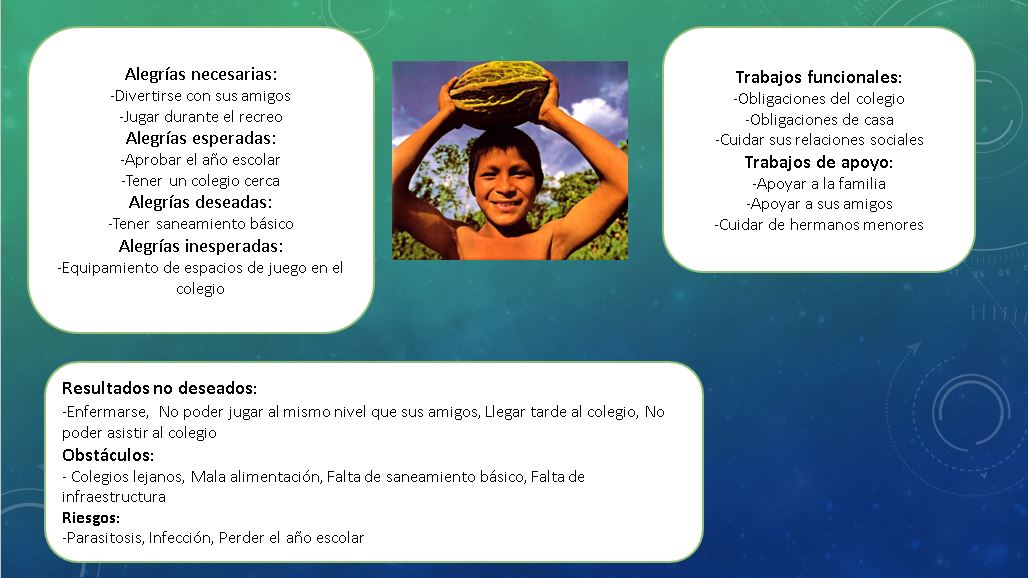 Alegrías necesarias:
-Divertirse con sus amigos
-Jugar durante el recreo
Alegrías esperadas:
-Aprobar el año escolar
-Tener un colegio cerca
Alegrías deseadas:
-Tener saneamiento básico
Alegrías inesperadas:
-Equipamiento de espacios de juego en el
colegio
Trabajos funcionales:
-Obligaciones del colegio
-Obligaciones de casa
-Cuidar sus relaciones sociales
Trabajos de apoyo:
-Apoyar a la familia
-Apoyar a sus amigos
-Cuidar de hermanos menores
Resultados no deseados:
-Enfermarse, No poder jugar al mismo nivel que sus amigos, Llegar tarde al colegio, No
poder asistir al colegio
Obstáculos:
- Colegios lejanos, Mala alimentación, Falta de saneamiento básico, Falta de
infraestructura
Riesgos:
-Parasitosis, Infección, Perder el año escolar